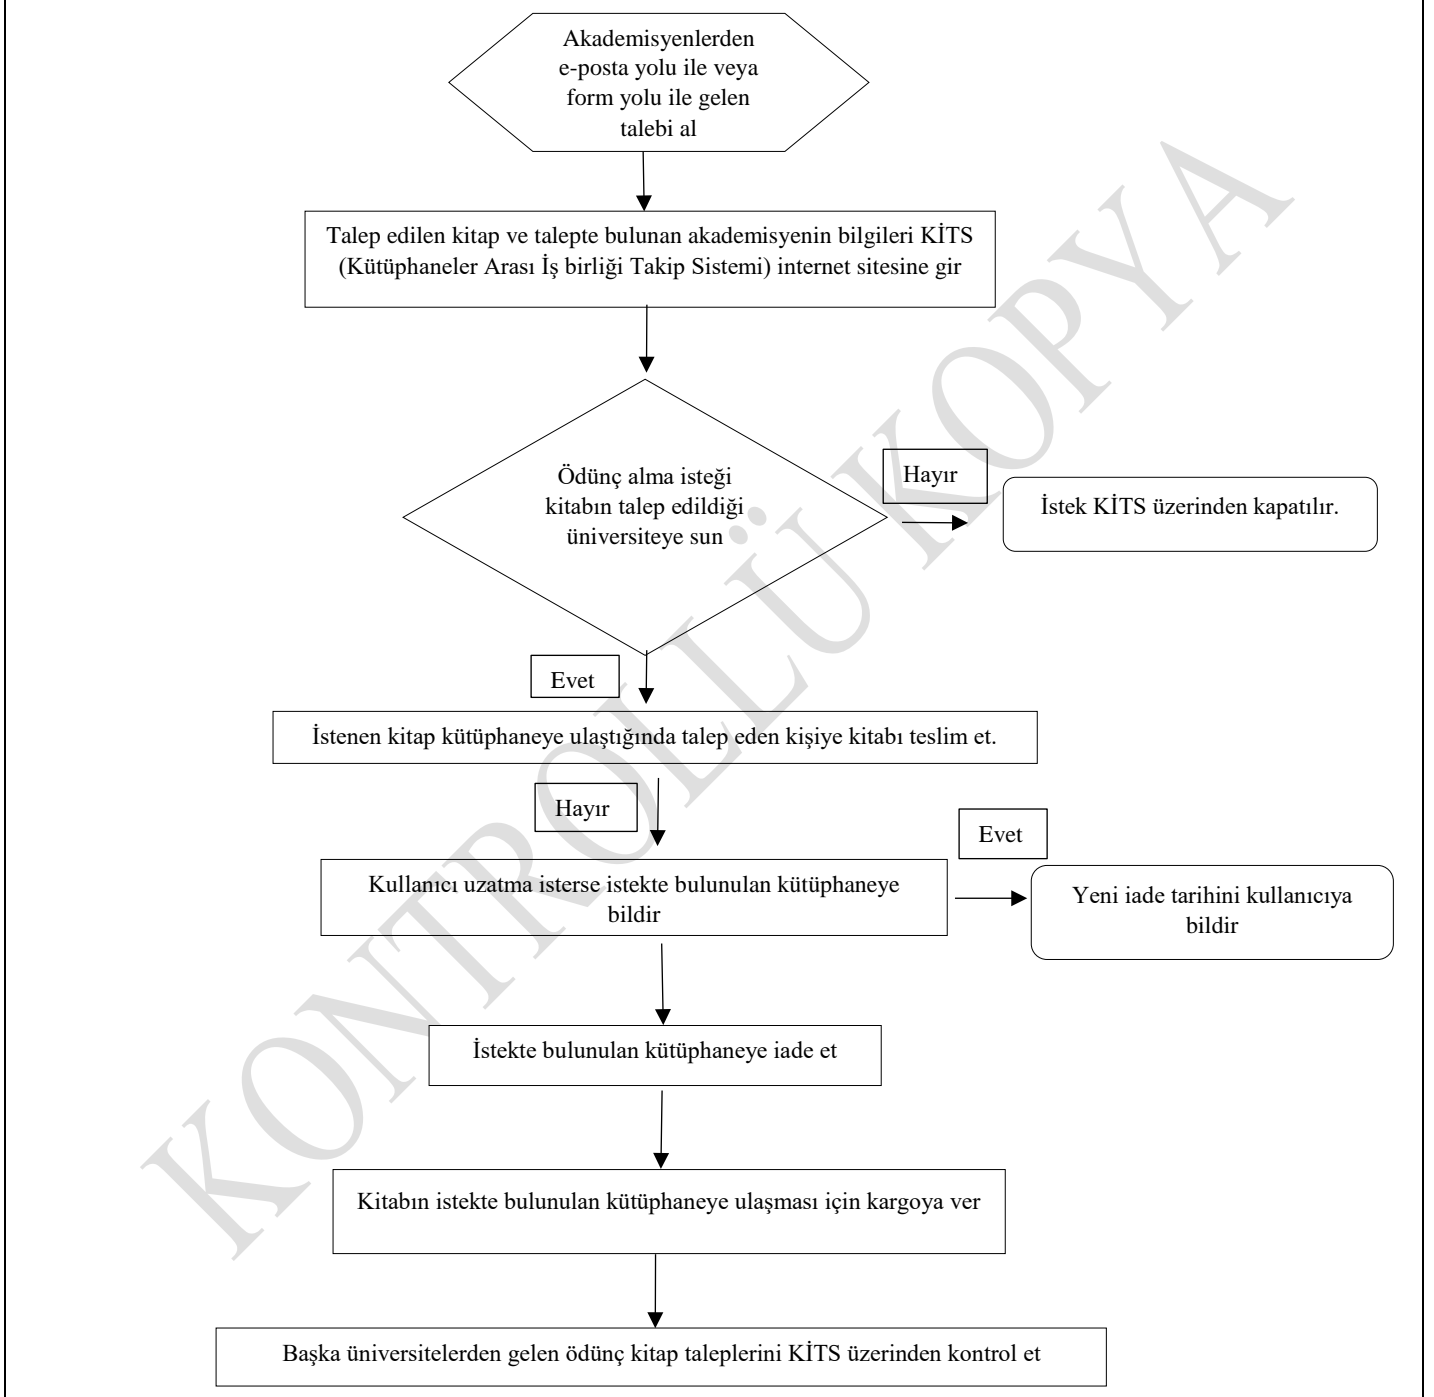 Akademisyenlerden
e-posta yolu ile veya
form yolu ile gelen
talebi al
Talep edilen kitap ve talepte bulunan akademisyenin bilgileri KİTS
(Kütüphaneler Arası İş birliği Takip Sistemi) internet sitesine gir
Ödünç alma isteği
kitabın talep edildiği
üniversiteye sun
Hayır
İstek KİTS üzerinden kapatılır.
Evet
İstenen kitap kütüphaneye ulaştığında talep eden kişiye kitabı teslim et.
Hayır
Evet
Kullanıcı uzatma isterse istekte bulunulan kütüphaneye
bildir
Yeni iade tarihini kullanıcıya
bildir
İstekte bulunulan kütüphaneye iade et
Kitabın istekte bulunulan kütüphaneye ulaşması için kargoya ver
Başka üniversitelerden gelen ödünç kitap taleplerini KİTS üzerinden kontrol et
KONTROLLÜ KOPYA